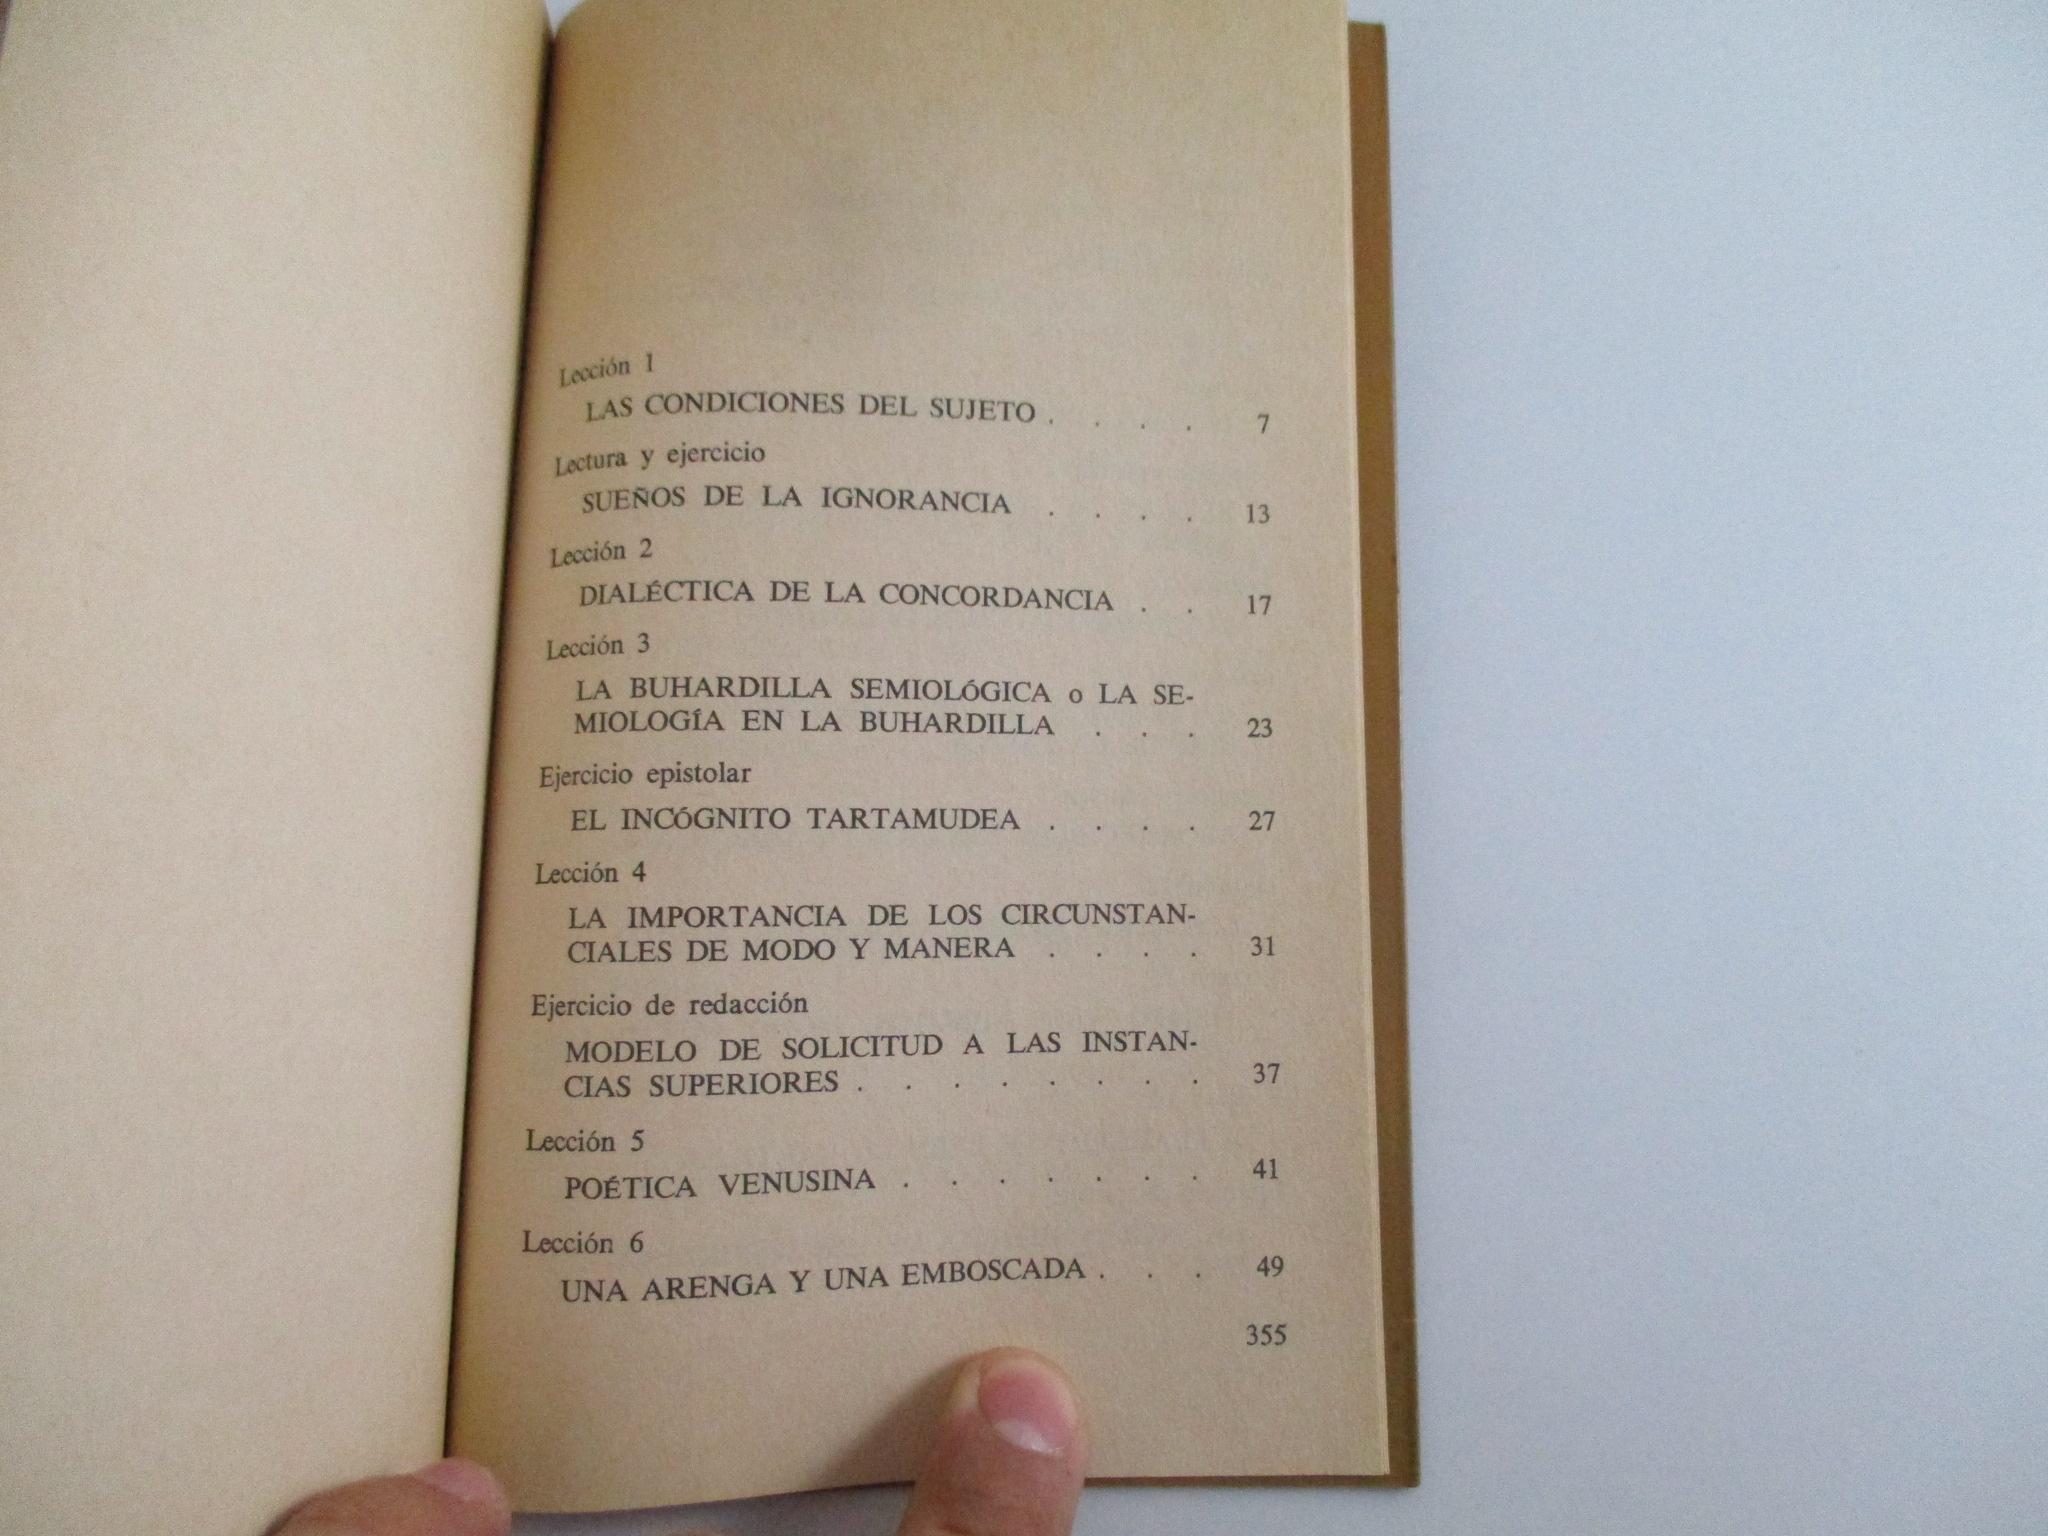 Lección 1
LAS CONDICIONES DEL SUJETO . . . . 7
Lectura y ejercicio
SUEÑOS DE LA IGNORANCIA . . . . 13
Lección 2
DIALÉCTICA DE LA CONCORDANCIA . . 17
Lección 3
LA BUHARDILLA SEMIOLÓGICA o LA SE-
MIOLOGÍA EN LA BUHARDILLA . . . 23
Ejercicio epistolar
EL INCÓGNITO TARTAMUDEA . . . . 27
Lección 4
LA IMPORTANCIA DE LOS CIRCUNSTAN-
CIALES DE MODO Y MANERA . . . . 31
Ejercicio de redacción
MODELO DE SOLICITUD A LAS INSTAN-
CIAS SUPERIORES . . . . . . . . 37
Lección 5
POÉTICA VENUSINA . . . . . . . 41
Lección 6
UNA ARENGA Y UNA EMBOSCADA . . . 49
355